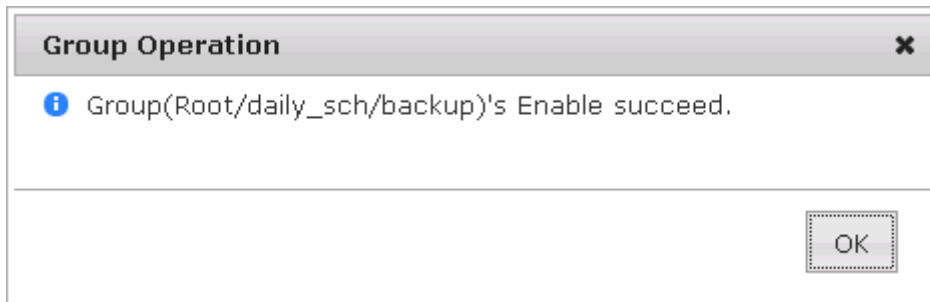 Group Operation
Group(Root/daily_sch/backup)'s Enable succeed.
OK